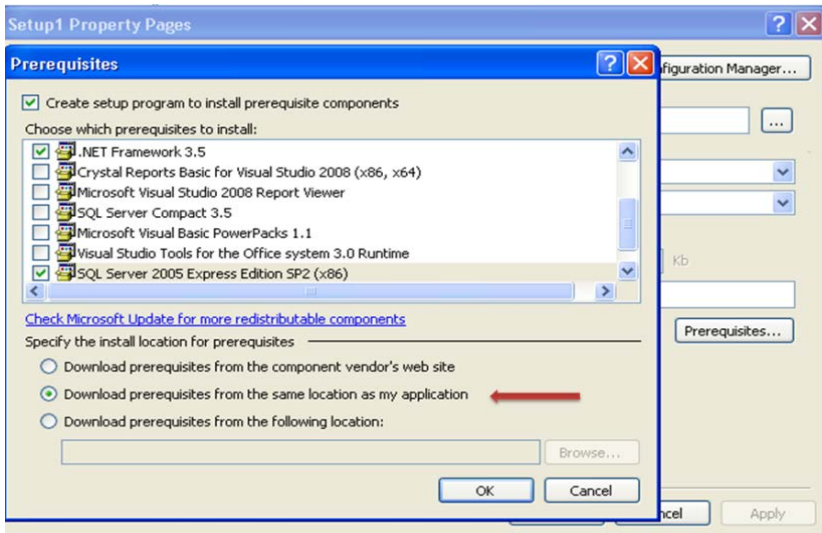 Setup1 Property Pages
Prerequisites
Configuration Manager...
Create setup program to install prerequisite components
Choose which prerequisites to install:
...
.NET Framework 3.5
Crystal Reports Basic for Visual Studio 2008 (x86, x64)
Microsoft Visual Studio 2008 Report Viewer
SQL Server Compact 3.5
Microsoft Visual Basic PowerPacks 1.1
Visual Studio Tools for the Office system 3.0 Runtime
Kb
SQL Server 2005 Express Edition SP2 (x86)
Check Microsoft Update for more redistributable components
Prerequisites...
Specify the install location for prerequisites
Download prerequisites from the component vendor's web site
Download prerequisites from the same location as my application
Download prerequisites from the following location:
Browse...
OK
Cancel
ncel
Apply